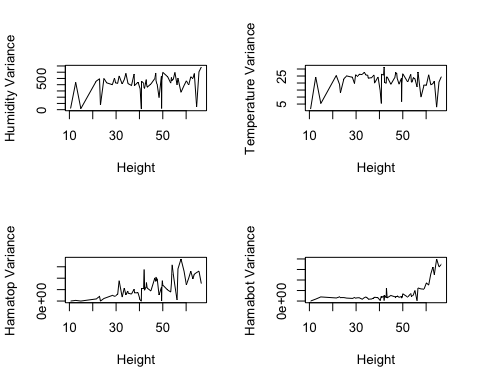 Humidity Variance
500
0
10 30 50
Height
Temperature Variance
25
5
10 30 50
Height
Hamatop Variance
0e+00
10 30 50
Height
Hamabot Variance
0e+00
10 30 50
Height